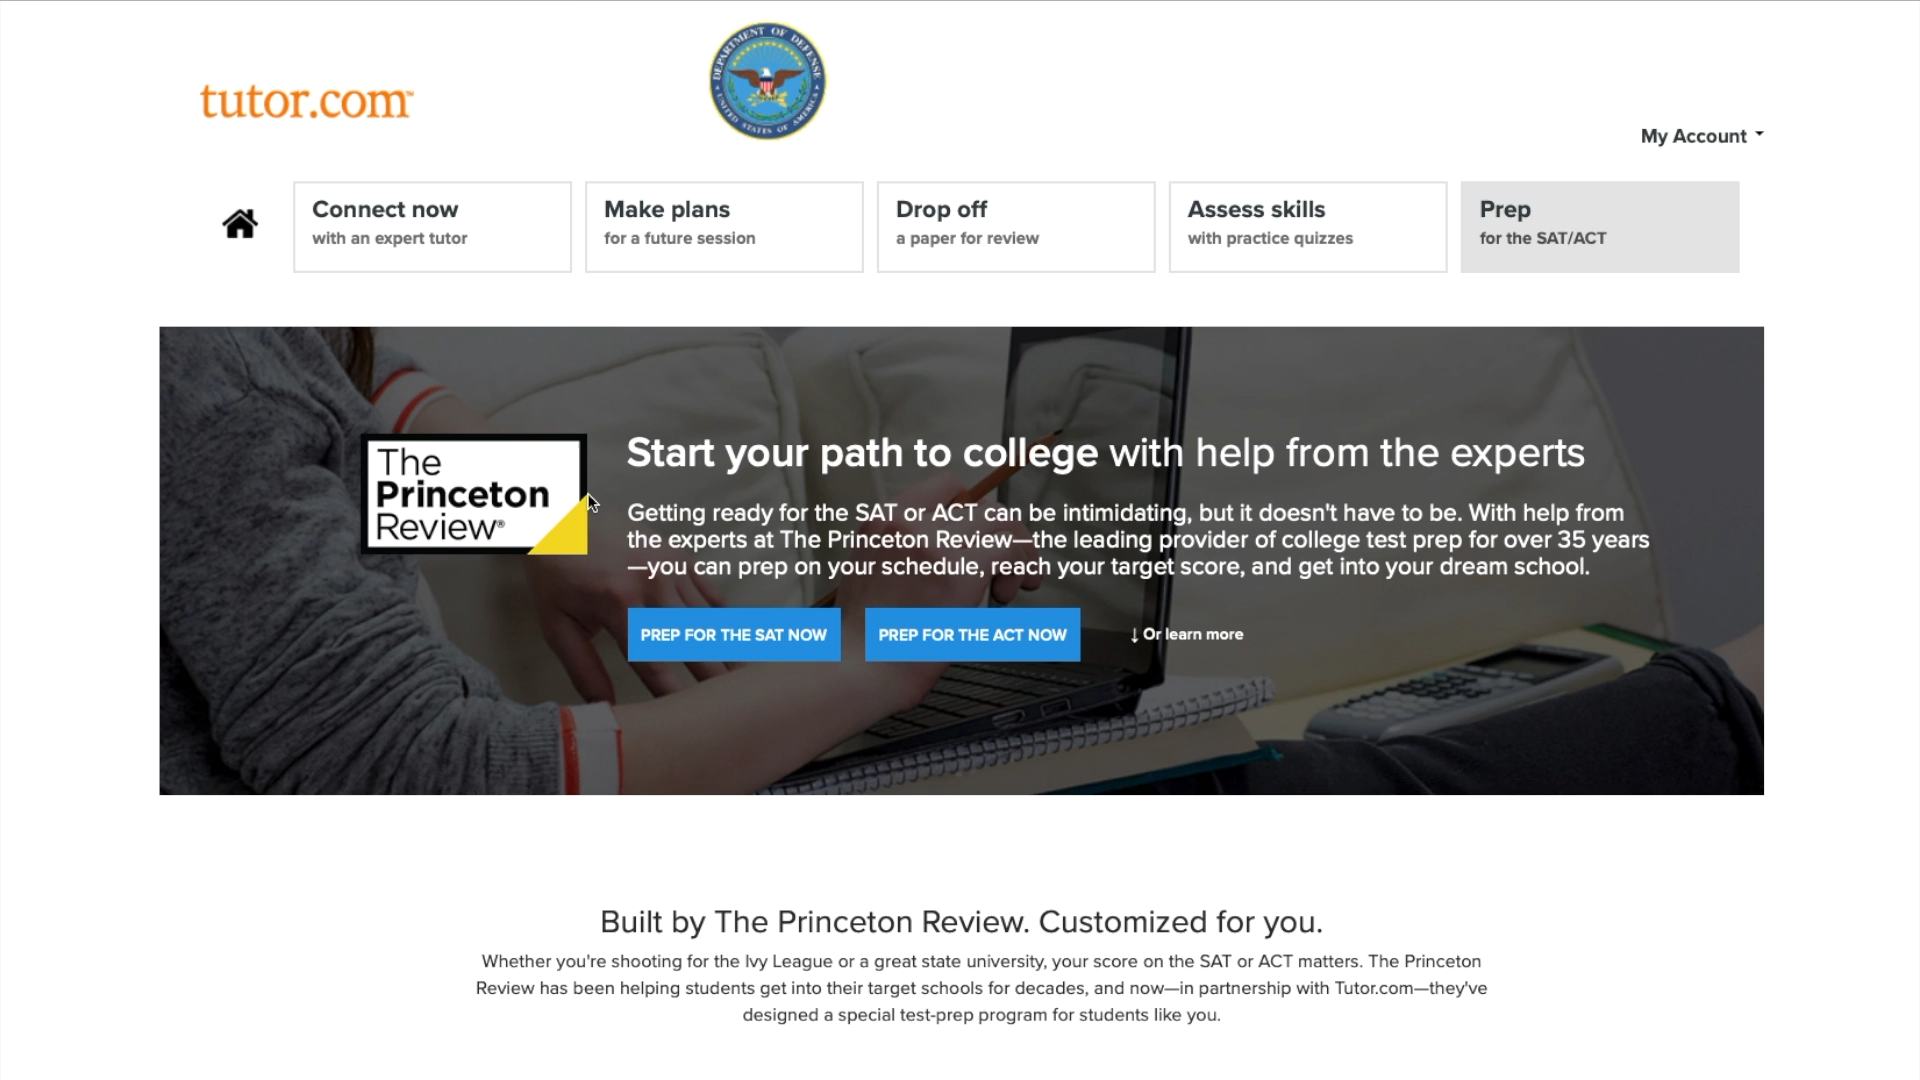 DEPARTMENT OF DEFENSE
UNITED STATES OF AMERICA
tutor.com™
My Account
Connect now
with an expert tutor
Make plans
for a future session
Drop off
a paper for review
Assess skills
with practice quizzes
Prep
for the SAT/ACT
The
Princeton
Review®
Start your path to college with help from the experts
Getting ready for the SAT or ACT can be intimidating, but it doesn't have to be. With help from
the experts at The Princeton Review—the leading provider of college test prep for over 35 years
—you can prep on your schedule, reach your target score, and get into your dream school.
PREP FOR THE SAT NOW
PREP FOR THE ACT NOW
↓ Or learn more
Built by The Princeton Review. Customized for you.
Whether you're shooting for the Ivy League or a great state university, your score on the SAT or ACT matters. The Princeton
Review has been helping students get into their target schools for decades, and now—in partnership with Tutor.com—they've
designed a special test-prep program for students like you.